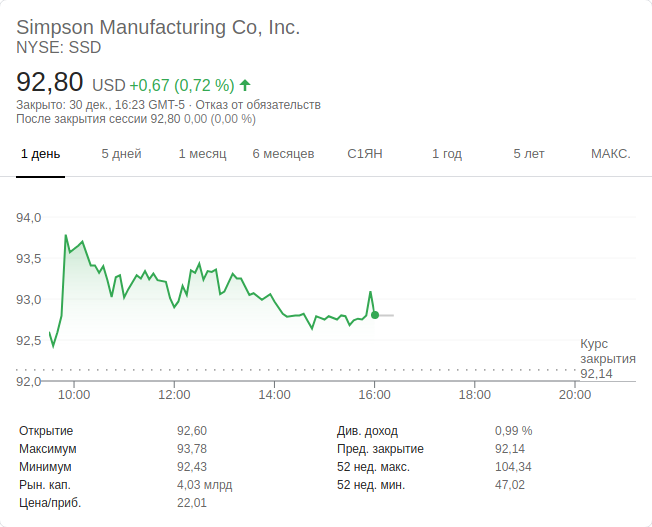 Simpson Manufacturing Co, Inc.
NYSE: SSD
92,80 USD +0,67 (0,72 %)
Закрыто: 30 дек., 16:23 GMT-5 · Отказ от обязательств
После закрытия сессии 92,80 0,00 (0,00 %)
1 день 5 дней 1 месяц 6 месяцев С1ЯН 1 год 5 лет МАКС.
94,0
93,5
93,0
92,5
92,0
Курс
закрытия
92,14
10:00 12:00 14:00 16:00 18:00 20:00
Открытие 92,60 Див. доход 0,99 %
Максимум 93,78 Пред. закрытие 92,14
Минимум 92,43 52 нед. макс. 104,34
Рын. кап. 4,03 млрд 52 нед. мин. 47,02
Цена/приб. 22,01